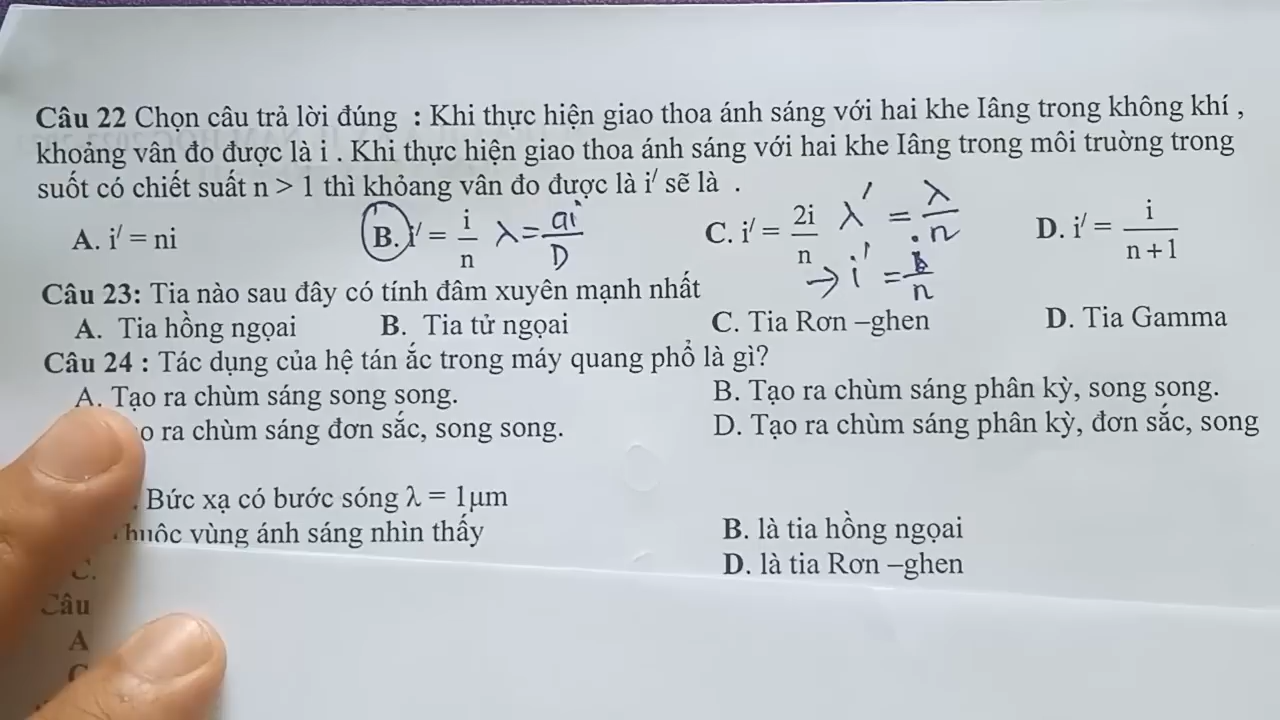 Câu 22 Chọn câu trả lời đúng : Khi thực hiện giao thoa ánh sáng với hai khe Iâng trong không khí ,
khoảng vân đo được là i . Khi thực hiện giao thoa ánh sáng với hai khe Iâng trong môi truờng trong
suốt có chiết suất n > 1 thì khỏang vân đo được là i/ sẽ là .
A. i/ = ni B. i/ = i/n λ = ai/D C. i/ = 2i/n λ' = λ/n D. i/ = i/(n + 1)
→ i' = i/n
Câu 23: Tia nào sau đây có tính đâm xuyên mạnh nhất
A. Tia hồng ngọai B. Tia tử ngọai C. Tia Rơn –ghen D. Tia Gamma
Câu 24 : Tác dụng của hệ tán ắc trong máy quang phổ là gì?
A. Tạo ra chùm sáng song song. B. Tạo ra chùm sáng phân kỳ, song song.
o ra chùm sáng đơn sắc, song song. D. Tạo ra chùm sáng phân kỳ, đơn sắc, song
. Bức xạ có bước sóng λ = 1μm
thuộc vùng ánh sáng nhìn thấy B. là tia hồng ngọai
C. D. là tia Rơn –ghen
Câu
A
C